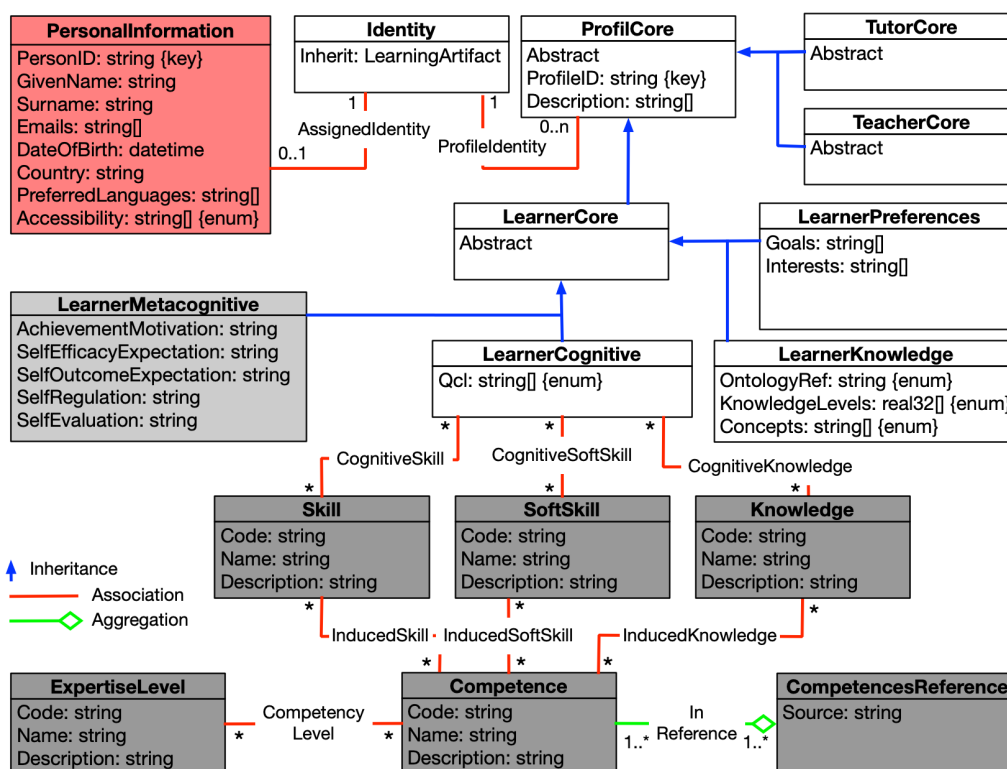 PersonalInformation
PersonID: string {key}
GivenName: string
Surname: string
Emails: string[]
DateOfBirth: datetime
Country: string
PreferredLanguages: string[]
Accessibility: string[] {enum}
Identity
Inherit: LearningArtifact
ProfilCore
Abstract
ProfileID: string {key}
Description: string[]
TutorCore
Abstract
TeacherCore
Abstract
1
1
AssignedIdentity
0..1
0..n
ProfileIdentity
LearnerCore
Abstract
LearnerPreferences
Goals: string[]
Interests: string[]
LearnerMetacognitive
AchievementMotivation: string
SelfEfficacyExpectation: string
SelfOutcomeExpectation: string
SelfRegulation: string
SelfEvaluation: string
LearnerCognitive
Qcl: string[] {enum}
LearnerKnowledge
OntologyRef: string {enum}
KnowledgeLevels: real32[] {enum}
Concepts: string[] {enum}
* * *
CognitiveSkill
CognitiveSoftSkill
CognitiveKnowledge
* * *
Skill
Code: string
Name: string
Description: string
SoftSkill
Code: string
Name: string
Description: string
Knowledge
Code: string
Name: string
Description: string
Inheritance
Association
Aggregation
* * *
InducedSkill
InducedSoftSkill
InducedKnowledge
* * *
ExpertiseLevel
Code: string
Name: string
Description: string
Competency
Level
* *
Competence
Code: string
Name: string
Description: string
In
Reference
1..* 1..*
CompetencesReference
Source: string